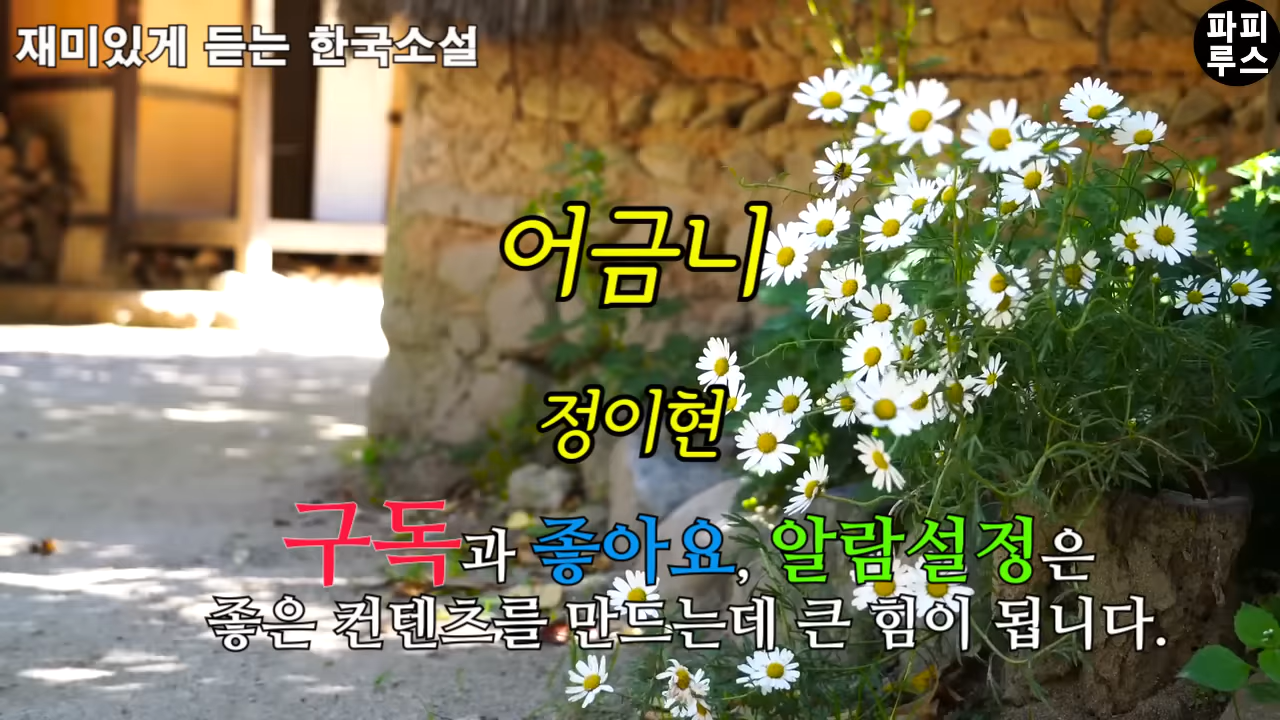 재미있게 듣는 한국소설
파피
루스
어금니
정이현
구독과 좋아요, 알람설정은
좋은 컨텐츠를 만드는데 큰 힘이 됩니다.